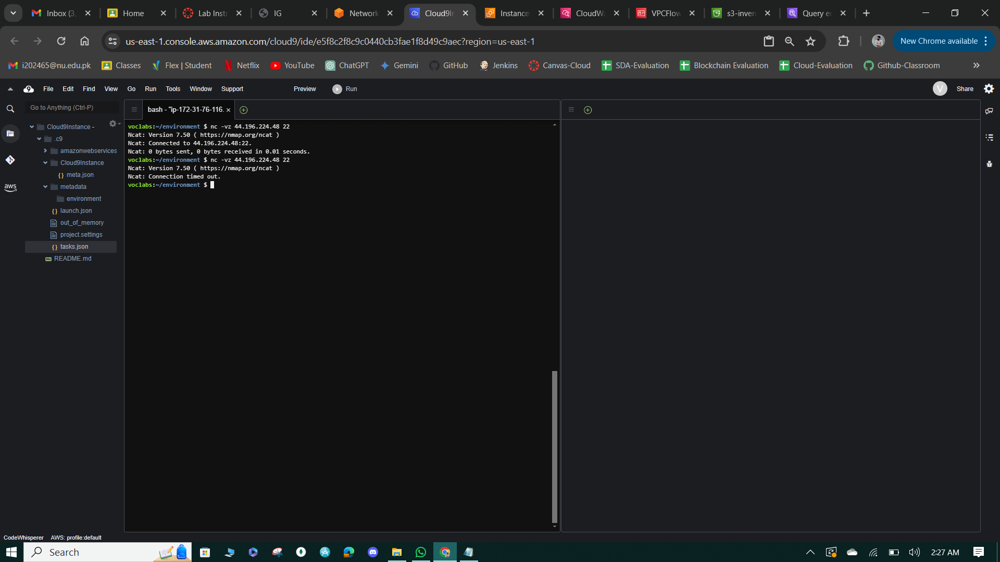 Inbox (3,
Home
Lab Instr
IG
Network
Cloud9In
Instance
CloudWa
VPCFlow
s3-inven
Query e
us-east-1.console.aws.amazon.com/cloud9/ide/e5f8c2f8c9c0440cb3fae1f8d49c9aec?region=us-east-1
New Chrome available
i202465@nu.edu.pk
Classes
Flex | Student
Netflix
YouTube
ChatGPT
Gemini
GitHub
Jenkins
Canvas-Cloud
SDA-Evaluation
Blockchain Evaluation
Cloud-Evaluation
Github-Classroom
9 File Edit Find View Go Run Tools Window Support Preview Run
V Share
Go to Anything (Ctrl-P)
bash - "ip-172-31-76-116.
Cloud9Instance -
.c9
amazonwebservices
Cloud9Instance
meta.json
metadata
environment
launch.json
out_of_memory
project.settings
tasks.json
README.md
aws
voclabs:~/environment $ nc -vz 44.196.224.48 22
Ncat: Version 7.50 ( https://nmap.org/ncat )
Ncat: Connected to 44.196.224.48:22.
Ncat: 0 bytes sent, 0 bytes received in 0.01 seconds.
voclabs:~/environment $ nc -vz 44.196.224.48 22
Ncat: Version 7.50 ( https://nmap.org/ncat )
Ncat: Connection timed out.
voclabs:~/environment $
CodeWhisperer AWS: profile:default
Search
2:27 AM